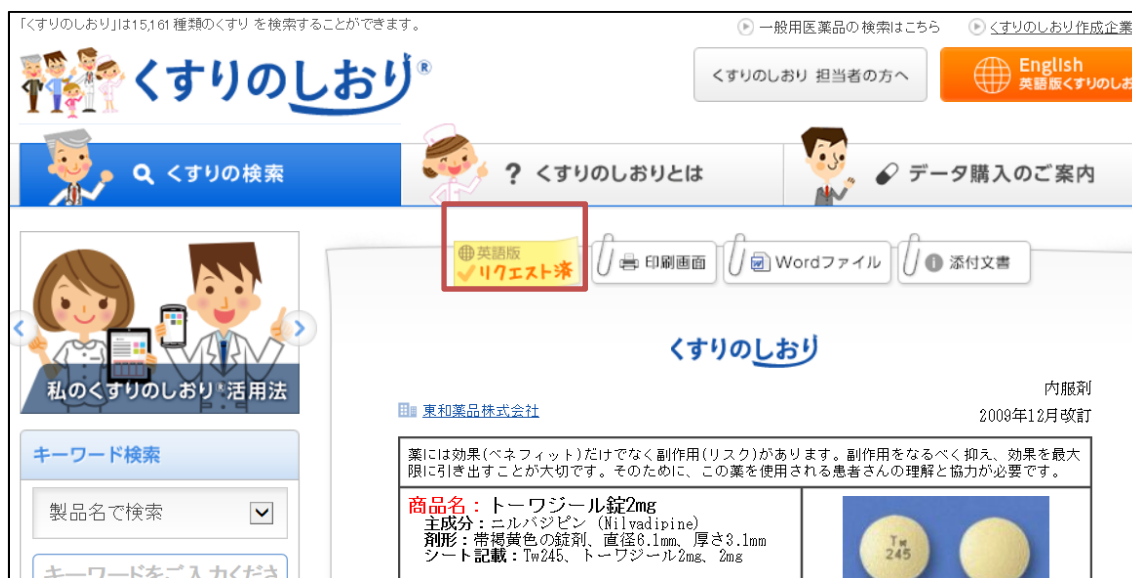 「くすりのしおり」は15,161種類のくすり を検索することができます。
一般用医薬品の検索はこちら
くすりのしおり作成企業
くすりのしおり®
くすりのしおり 担当者の方へ
English
英語版くすりのしお
くすりの検索
? くすりのしおりとは
データ購入のご案内
英語版
リクエスト済
印刷画面
Wordファイル
添付文書
私のくすりのしおり®活用法
くすりのしおり
内服剤
東和薬品株式会社
2009年12月改訂
キーワード検索
製品名で検索
キーワードをご入力くださ
薬には効果(ベネフィット)だけでなく副作用(リスク)があります。副作用をなるべく抑え、効果を最大
限に引き出すことが大切です。そのために、この薬を使用される患者さんの理解と協力が必要です。
商品名：トーワジール錠2mg
主成分：ニルバジピン (Nilvadipine)
剤形：帯褐黄色の錠剤、直径6.1mm、厚さ3.1mm
シート記載：Tw245、トーワジール2mg、2mg
Tw
245